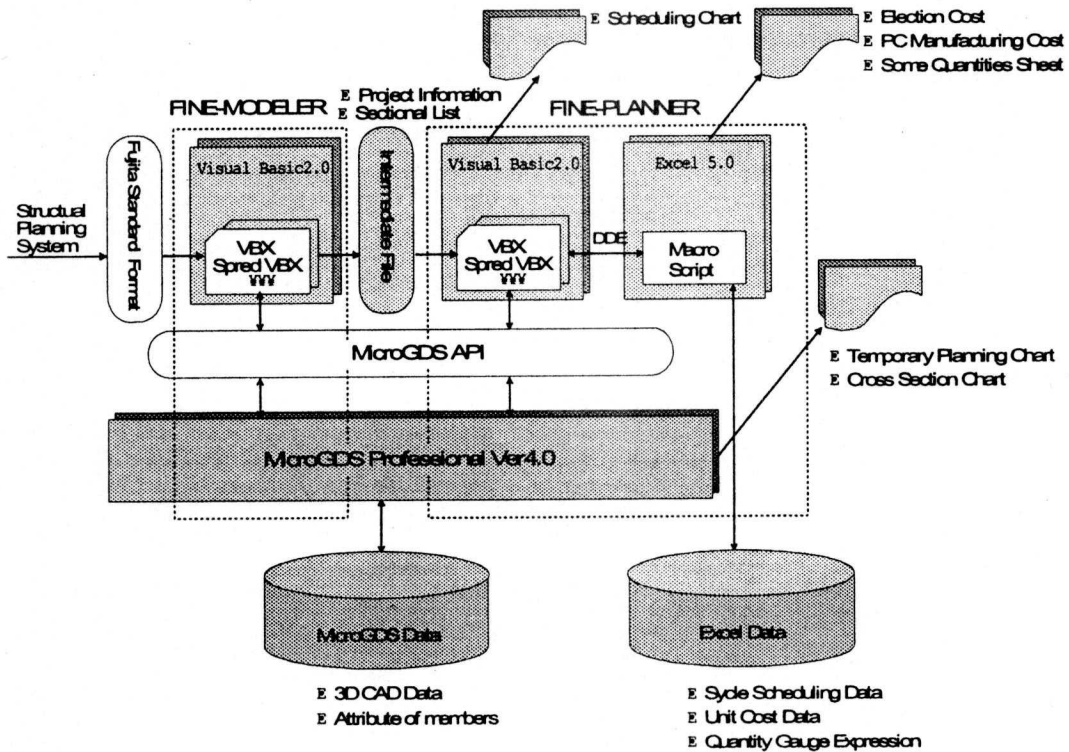 E Scheduling Chart
E Election Cost
E PC Manufacturing Cost
E Some Quantities Sheet
FINE-MODELER
E Project Infomation
E Sectional List
FINE-PLANNER
Fujita Standard Format
Visual Basic2.0
Intermediate File
Visual Basic2.0
Excel 5.0
Structual
Planning
System
VBX
Spred VBX
¥¥¥
VBX
Spred VBX
¥¥¥
DDE
Macro
Script
MicroGDS API
E Temporary Planning Chart
E Cross Section Chart
MicroGDS Professional Ver4.0
MicroGDS Data
Excel Data
E 3D CAD Data
E Attribute of members
E Sycle Scheduling Data
E Unit Cost Data
E Quantity Gauge Expression